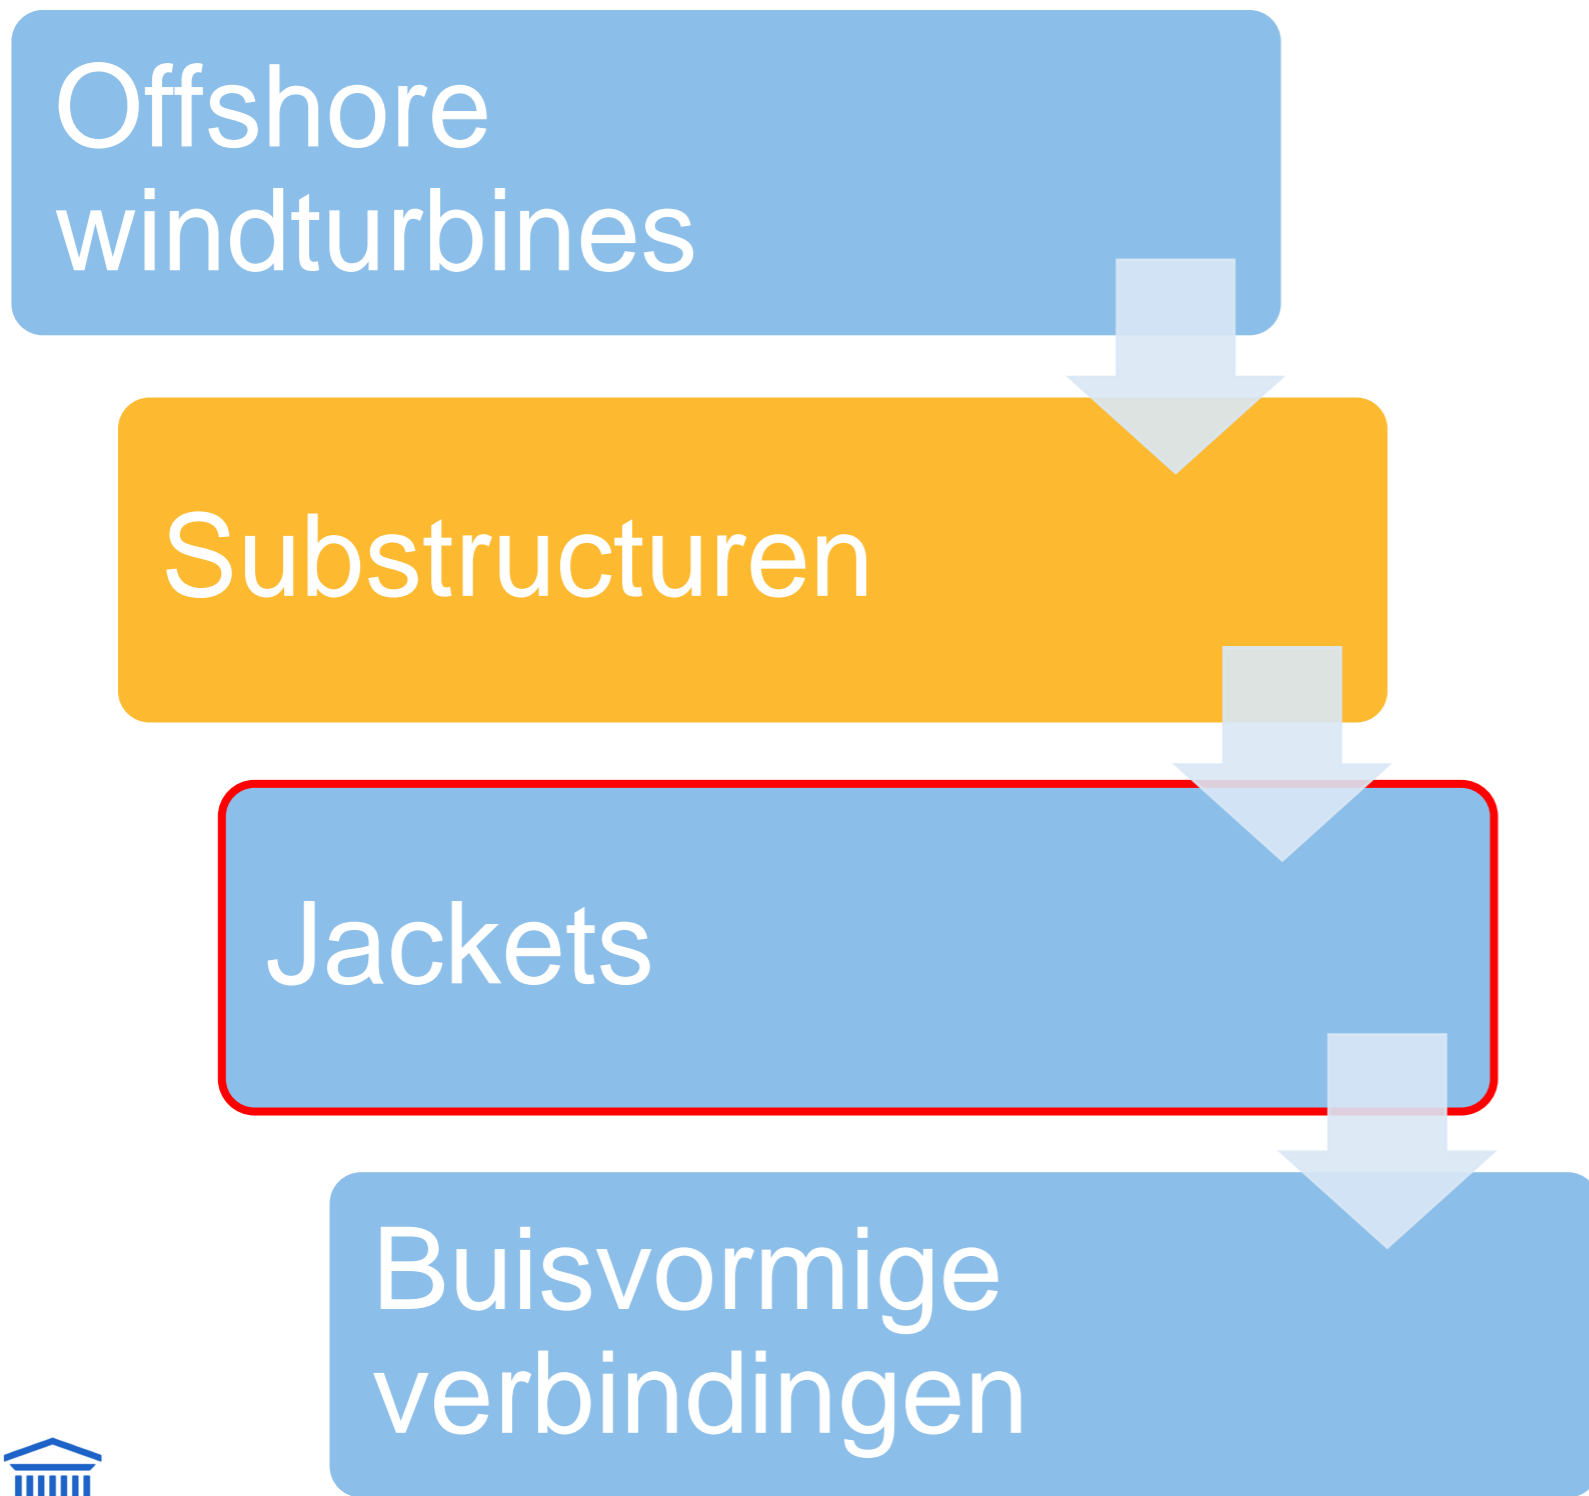 Offshore
windturbines
Substructuren
Jackets
Buisvormige
verbindingen